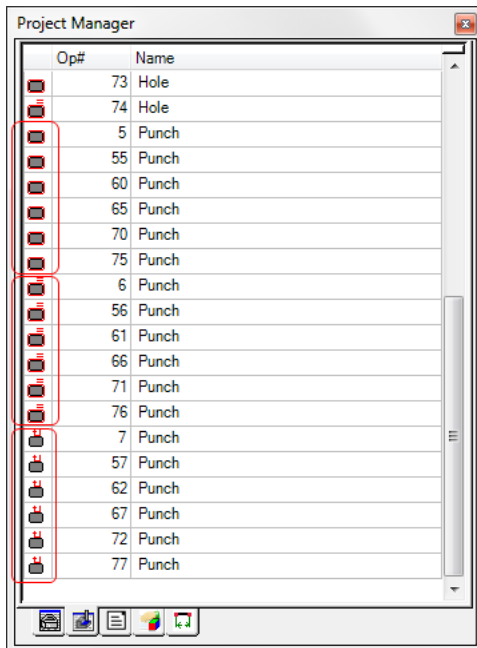 Project Manager
Op# Name
73 Hole
74 Hole
5 Punch
55 Punch
60 Punch
65 Punch
70 Punch
75 Punch
6 Punch
56 Punch
61 Punch
66 Punch
71 Punch
76 Punch
7 Punch
57 Punch
62 Punch
67 Punch
72 Punch
77 Punch